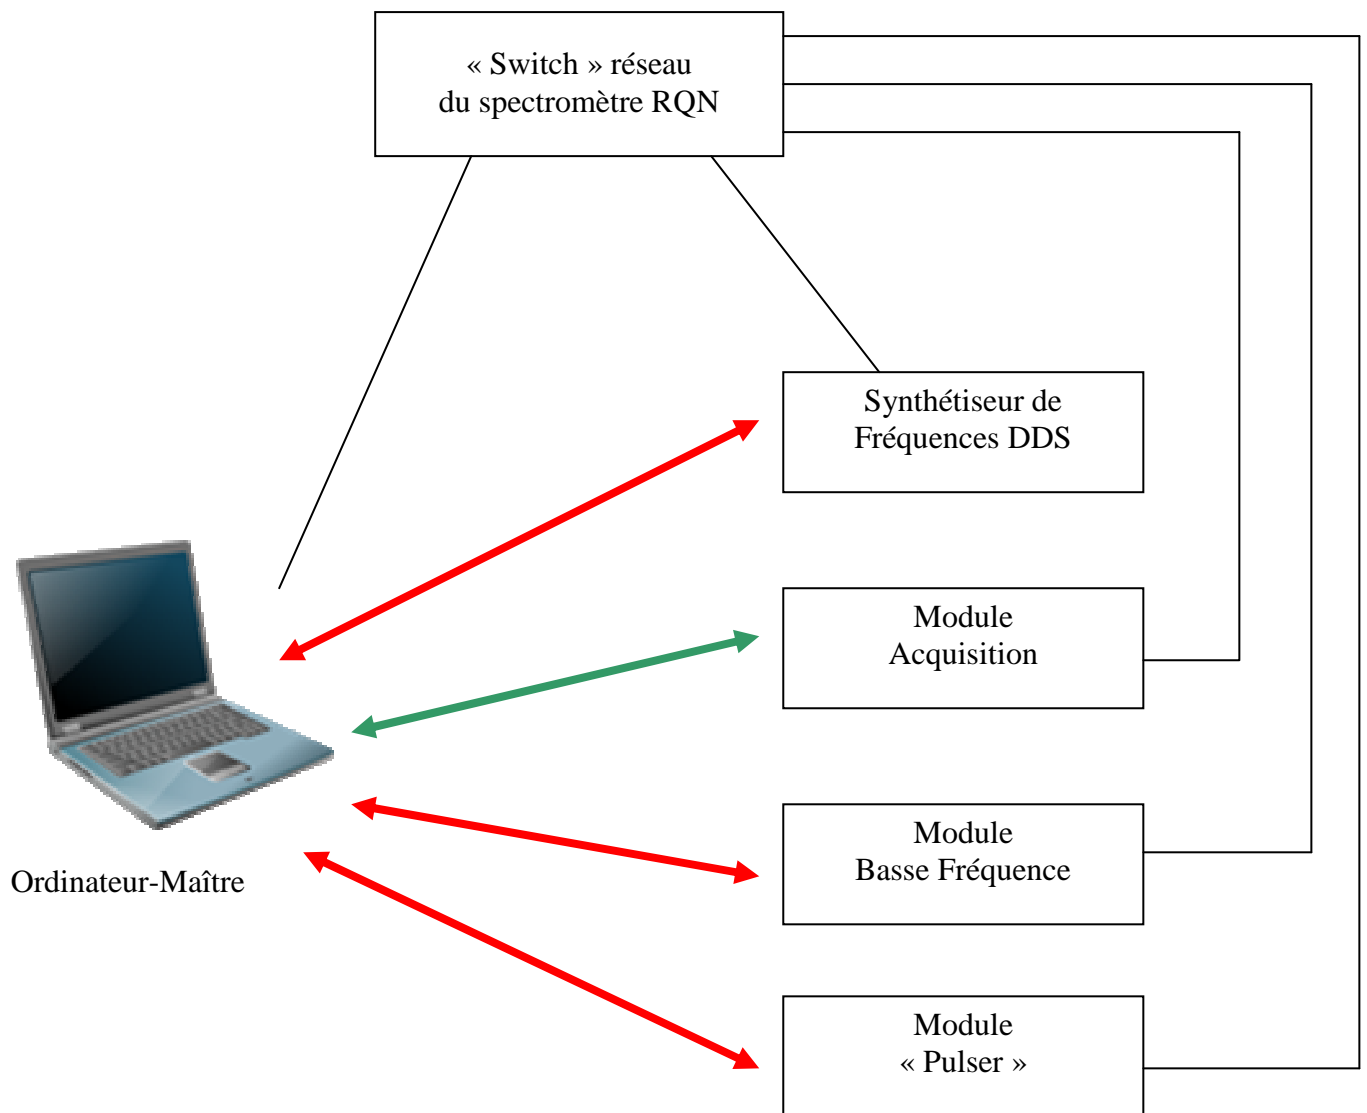 « Switch » réseau
du spectromètre RQN
Synthétiseur de
Fréquences DDS
Module
Acquisition
Module
Basse Fréquence
Ordinateur-Maître
Module
« Pulser »